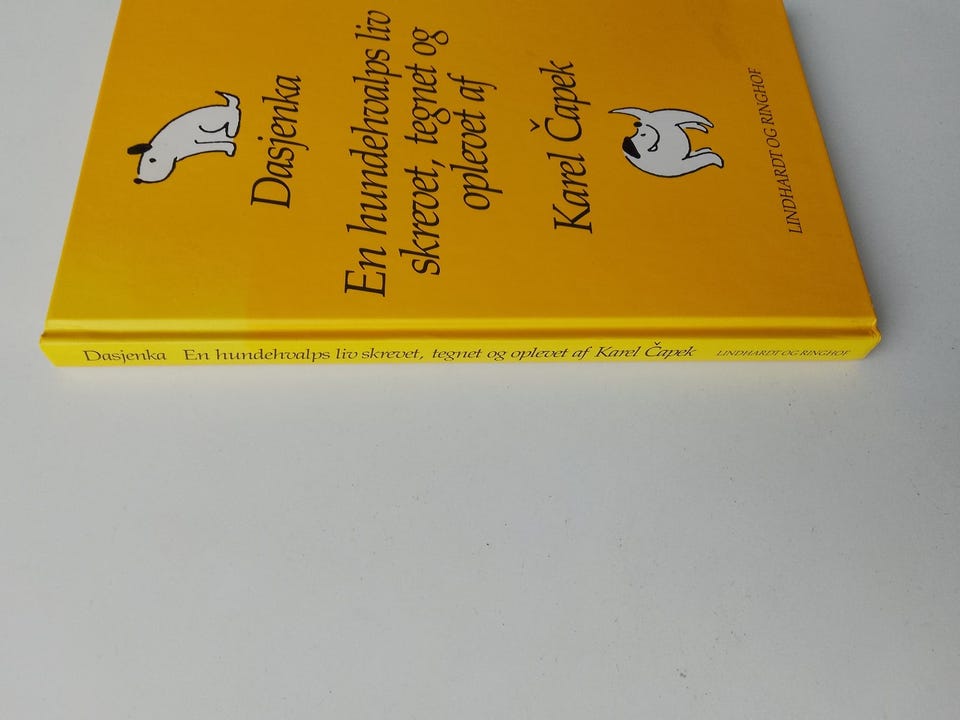 Dasjenka
En hundehvalps liv
skrevet, tegnet og
oplevet af
Karel Čapek
LINDHARDT OG RINGHOF
Dasjenka En hundehvalps liv skrevet, tegnet og oplevet af Karel Čapek LINDHARDT OG RINGHOF